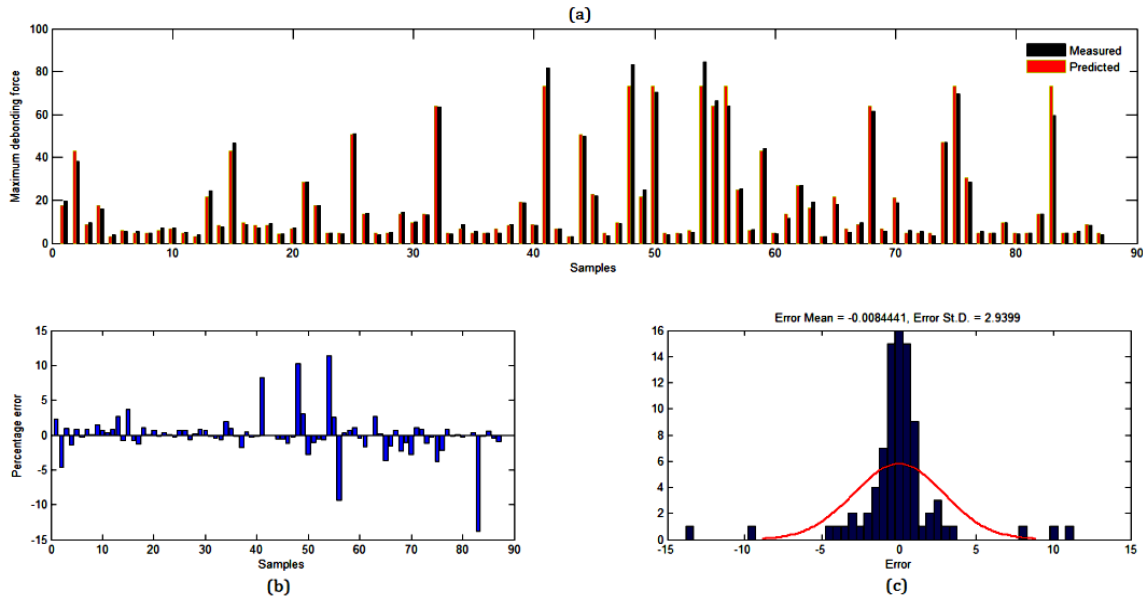 (a)
100
80
60
40
20
0
Maximum debonding force
Measured
Predicted
0 10 20 30 40 50 60 70 80 90
Samples
15
10
5
0
-5
-10
-15
Percentage error
0 10 20 30 40 50 60 70 80 90
Samples
(b)
Error Mean = -0.0084441, Error St.D. = 2.9399
16
14
12
10
8
6
4
2
0
-15 -10 -5 0 5 10 15
Error
(c)